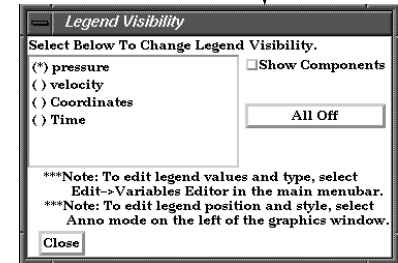 Legend Visibility
Select Below To Change Legend Visibility.
(*) pressure
( ) velocity
( ) Coordinates
( ) Time
Show Components
All Off
***Note: To edit legend values and type, select
Edit->Variables Editor in the main menubar.
***Note: To edit legend position and style, select
Anno mode on the left of the graphics window.
Close